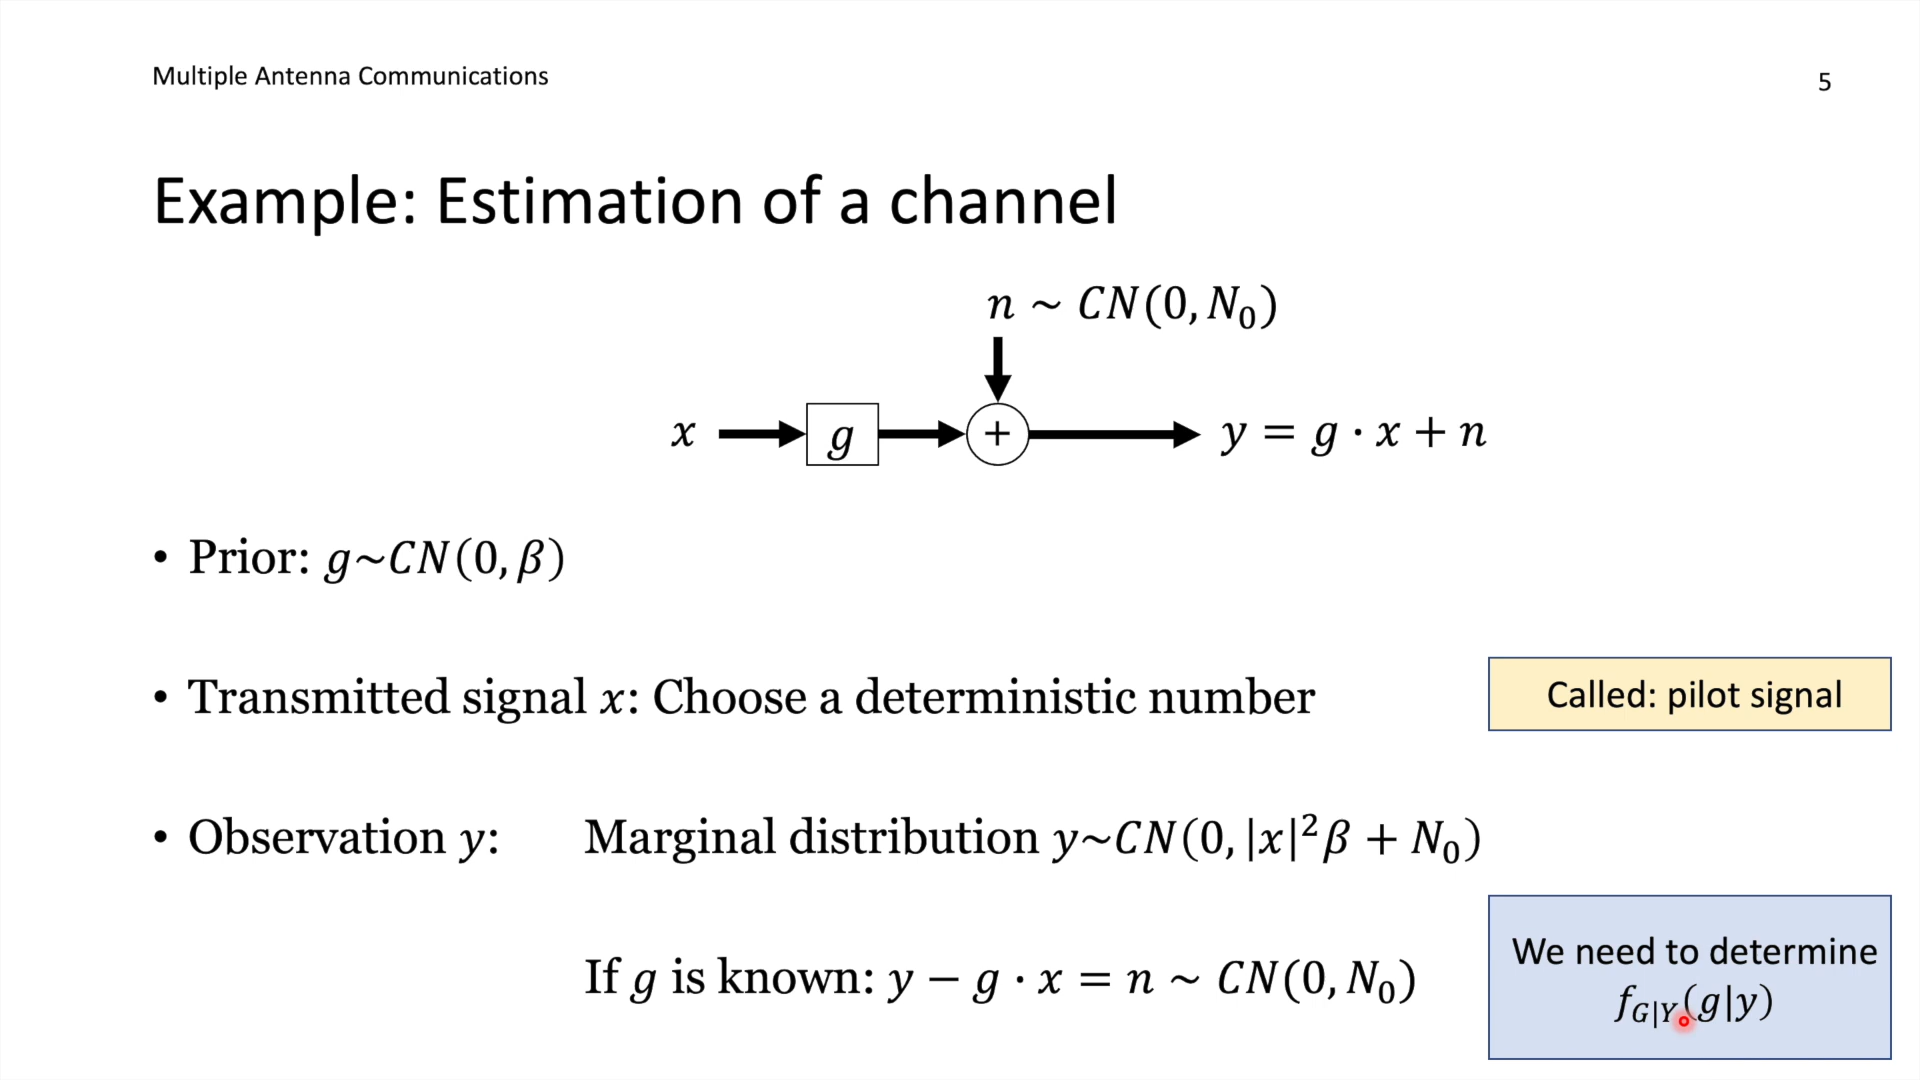 Multiple Antenna Communications
5
Example: Estimation of a channel
n ~ CN(0, N₀)
x
g
+
y = g · x + n
• Prior: g~CN(0, β)
• Transmitted signal x: Choose a deterministic number
Called: pilot signal
• Observation y: Marginal distribution y~CN(0, |x|²β + N₀)
If g is known: y − g · x = n ~ CN(0, N₀)
We need to determine
f_{G|Y}(g|y)